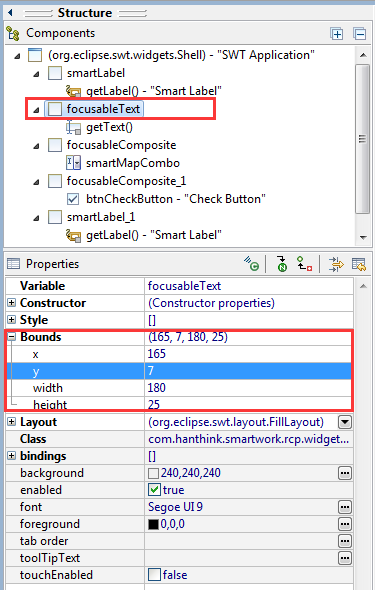 Structure
Components
(org.eclipse.swt.widgets.Shell) - "SWT Application"
smartLabel
getLabel() - "Smart Label"
focusableText
getText()
focusableComposite
smartMapCombo
focusableComposite_1
btnCheckButton - "Check Button"
smartLabel_1
getLabel() - "Smart Label"
Properties
Variable focusableText
Constructor (Constructor properties)
Style []
Bounds (165, 7, 180, 25)
x 165
y 7
width 180
height 25
Layout (org.eclipse.swt.layout.FillLayout)
Class com.hanthink.smartwork.rcp.widget...
bindings []
background 240,240,240
enabled true
font Segoe UI 9
foreground 0,0,0
tab order
toolTipText
touchEnabled false